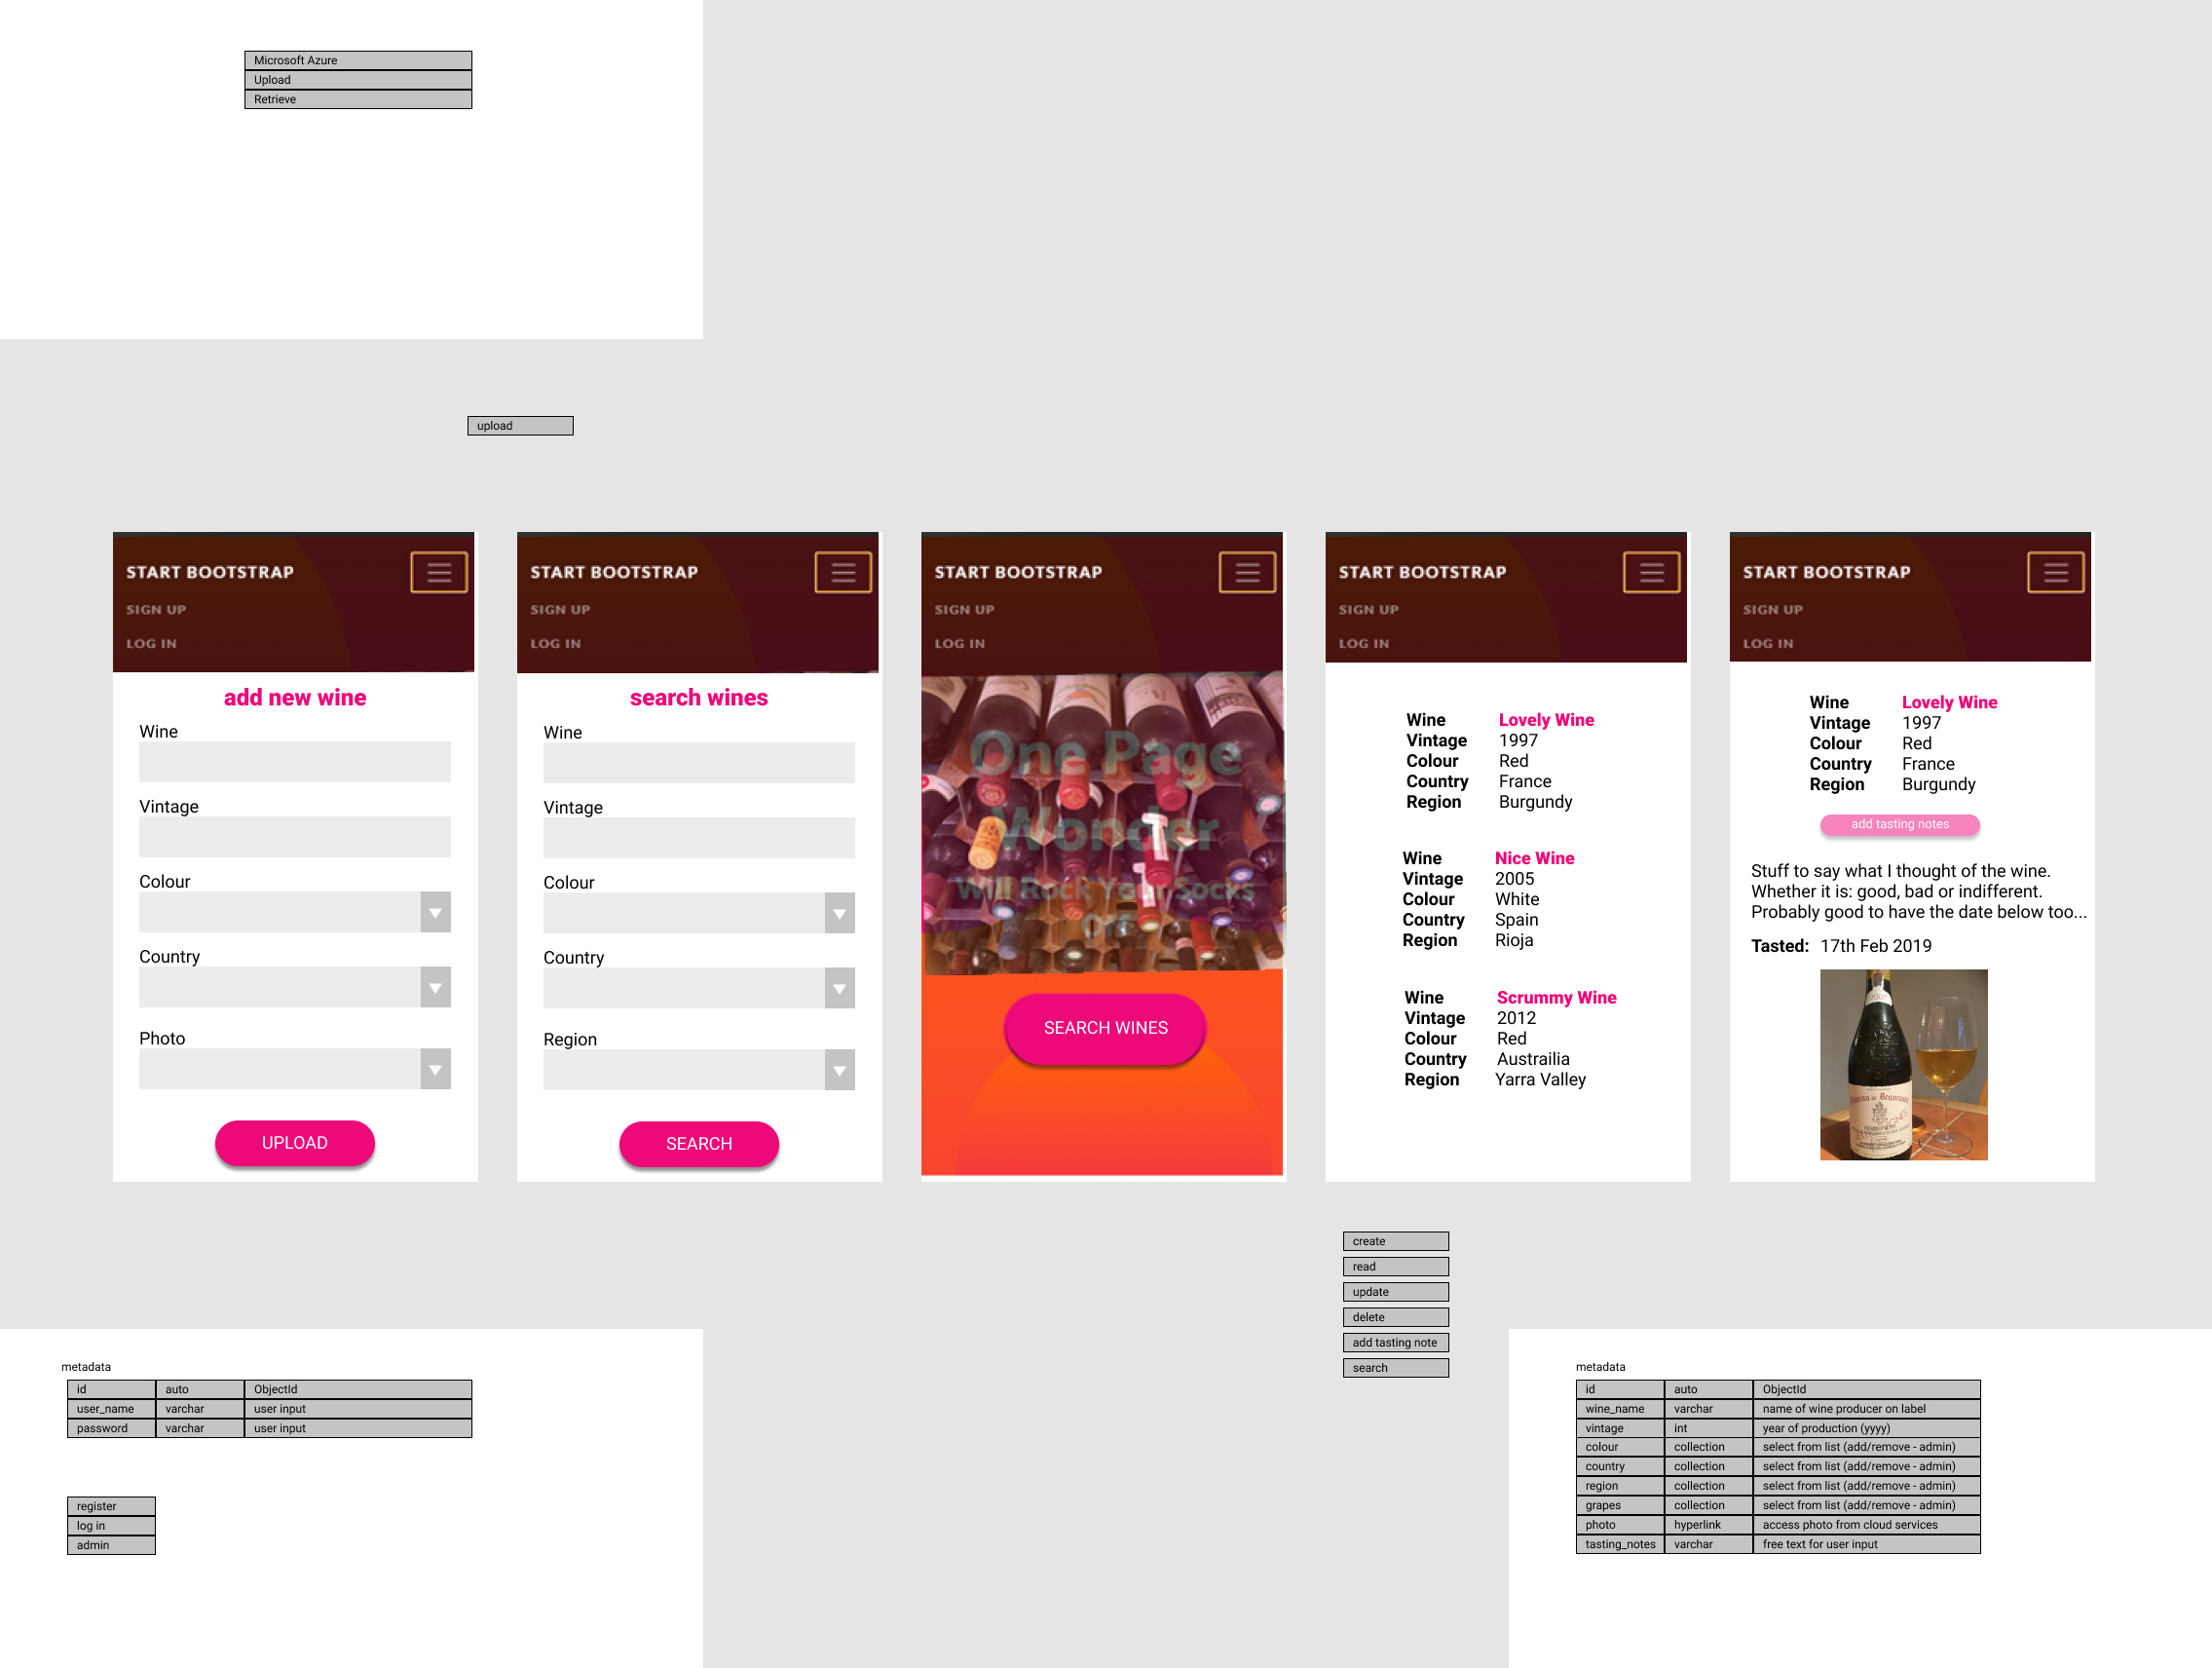 Microsoft Azure
Upload
Retrieve
upload
START BOOTSTRAP
SIGN UP
LOG IN
add new wine
Wine
Vintage
Colour
Country
Photo
UPLOAD
START BOOTSTRAP
SIGN UP
LOG IN
search wines
Wine
Vintage
Colour
Country
Region
SEARCH
START BOOTSTRAP
SIGN UP
LOG IN
One Page
Wonder
Will Rock Your Socks
Off
SEARCH WINES
START BOOTSTRAP
SIGN UP
LOG IN
Wine Lovely Wine
Vintage 1997
Colour Red
Country France
Region Burgundy
Wine Nice Wine
Vintage 2005
Colour White
Country Spain
Region Rioja
Wine Scrummy Wine
Vintage 2012
Colour Red
Country Austrailia
Region Yarra Valley
START BOOTSTRAP
SIGN UP
LOG IN
Wine Lovely Wine
Vintage 1997
Colour Red
Country France
Region Burgundy
add tasting notes
Stuff to say what I thought of the wine.
Whether it is: good, bad or indifferent.
Probably good to have the date below too...
Tasted: 17th Feb 2019
2007
create
read
update
delete
add tasting note
search
metadata
id auto ObjectId
user_name varchar user input
password varchar user input
register
log in
admin
metadata
id auto ObjectId
wine_name varchar name of wine producer on label
vintage int year of production (yyyy)
colour collection select from list (add/remove - admin)
country collection select from list (add/remove - admin)
region collection select from list (add/remove - admin)
grapes collection select from list (add/remove - admin)
photo hyperlink access photo from cloud services
tasting_notes varchar free text for user input